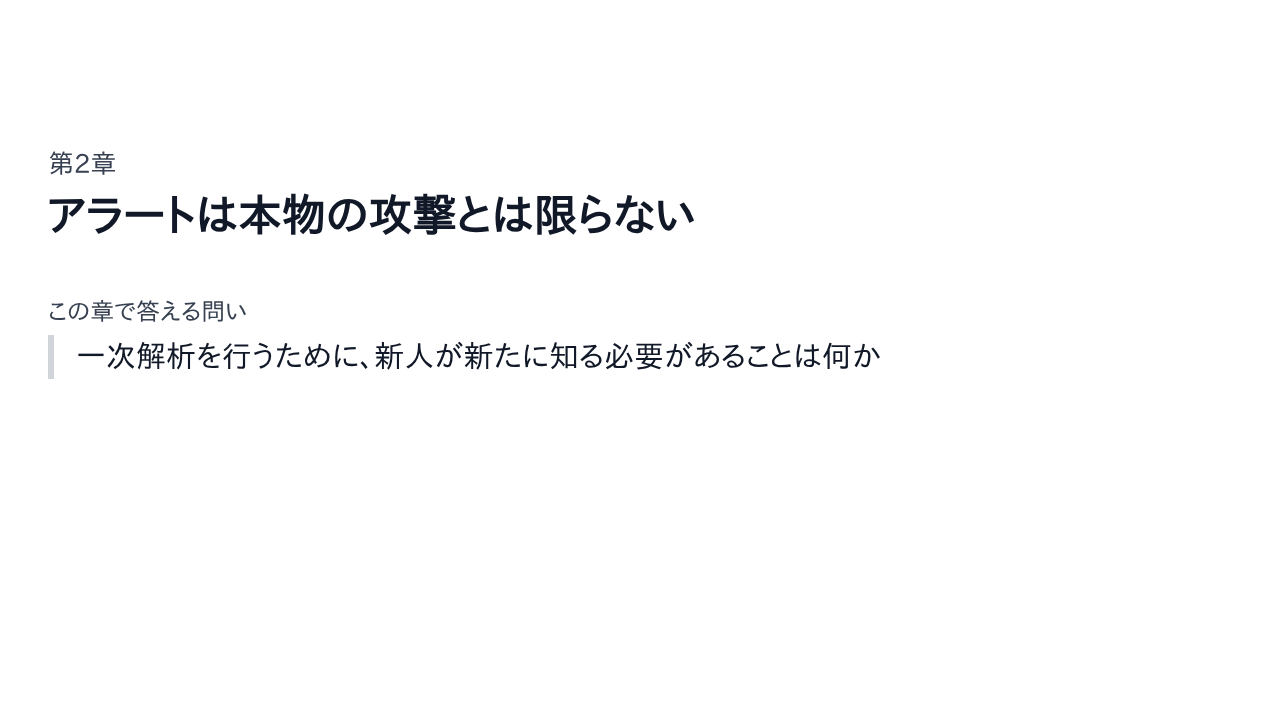 第2章
アラートは本物の攻撃とは限らない
この章で答える問い
一次解析を行うために、新人が新たに知る必要があることは何か